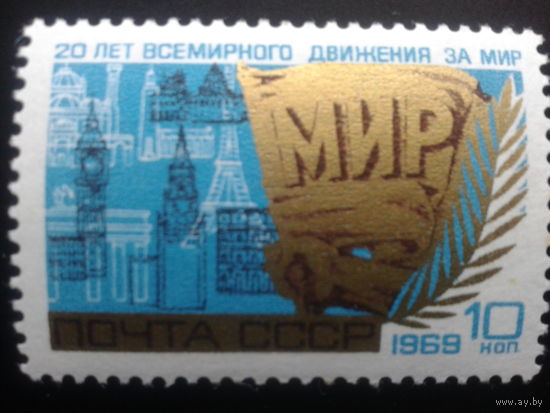 20 ЛЕТ ВСЕМИРНОГО ДВИЖЕНИЯ ЗА МИР
МИР
ПОЧТА СССР
1969
10
КОП.
www.ay.by